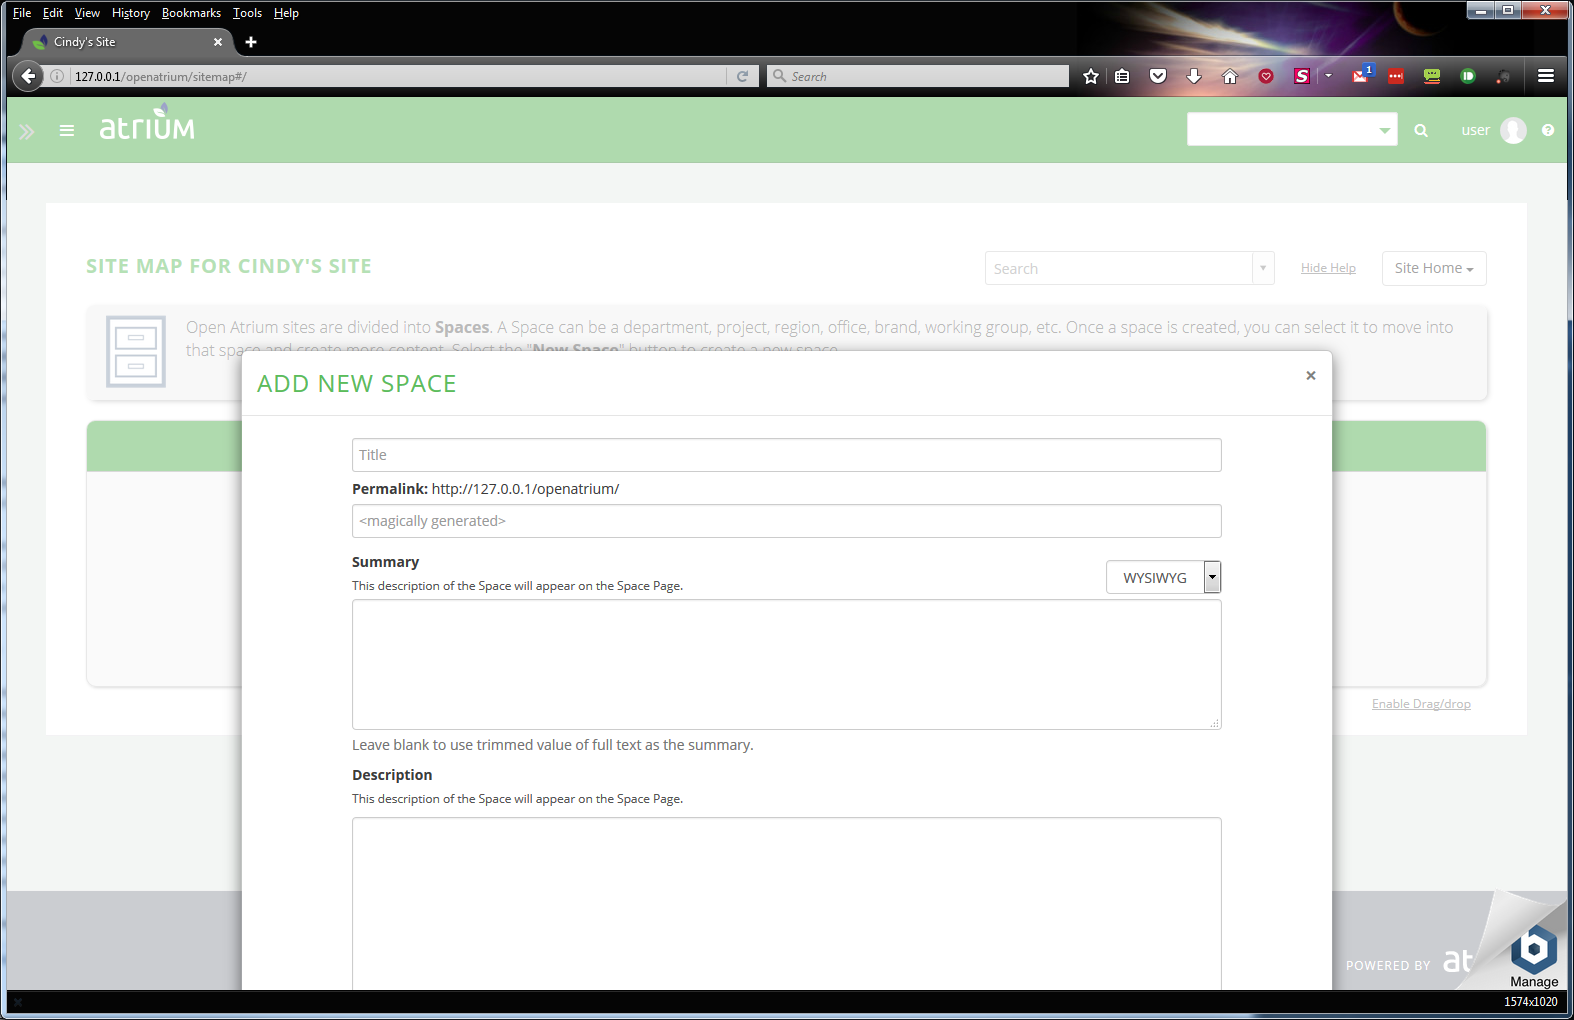 File Edit View History Bookmarks Tools Help
Cindy's Site
127.0.0.1/openatrium/sitemap#/
Search
S
1
atrium
user
SITE MAP FOR CINDY'S SITE
Search
Hide Help
Site Home
Open Atrium sites are divided into Spaces. A Space can be a department, project, region, office, brand, working group, etc. Once a space is created, you can select it to move into
that space and create more content. Select the "New Space" button to create a new space.
ADD NEW SPACE
Title
Permalink: http://127.0.0.1/openatrium/
<magically generated>
Summary
This description of the Space will appear on the Space Page.
WYSIWYG
Leave blank to use trimmed value of full text as the summary.
Description
This description of the Space will appear on the Space Page.
Enable Drag/drop
POWERED BY at
b
Manage
1574x1020